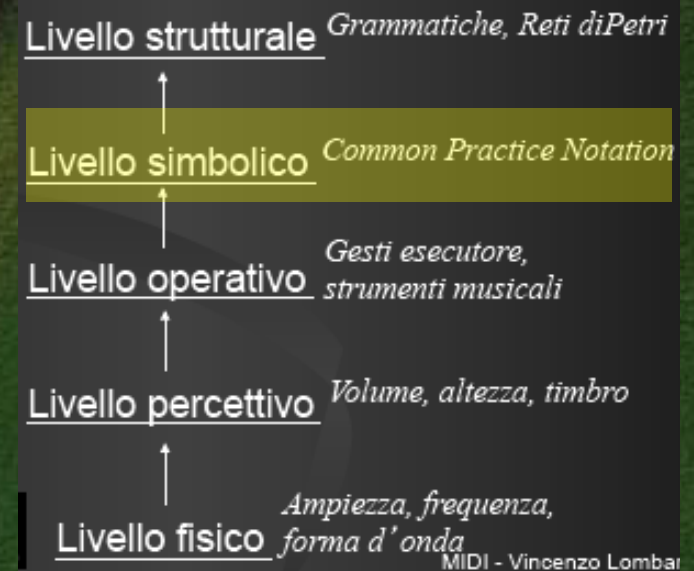 Livello strutturale Grammatiche, Reti diPetri
Livello simbolico Common Practice Notation
Gesti esecutore,
Livello operativo strumenti musicali
Livello percettivo Volume, altezza, timbro
Ampiezza, frequenza,
Livello fisico forma d'onda
MIDI - Vincenzo